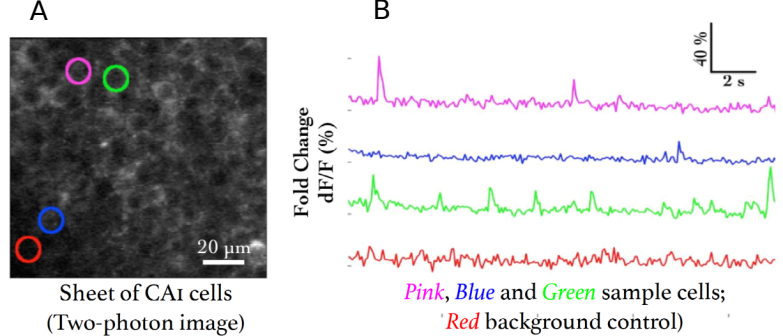 A
B
40 %
2 s
Fold Change
dF/F (%)
20 µm
Sheet of CA1 cells
(Two-photon image)
Pink, Blue and Green sample cells;
Red background control)